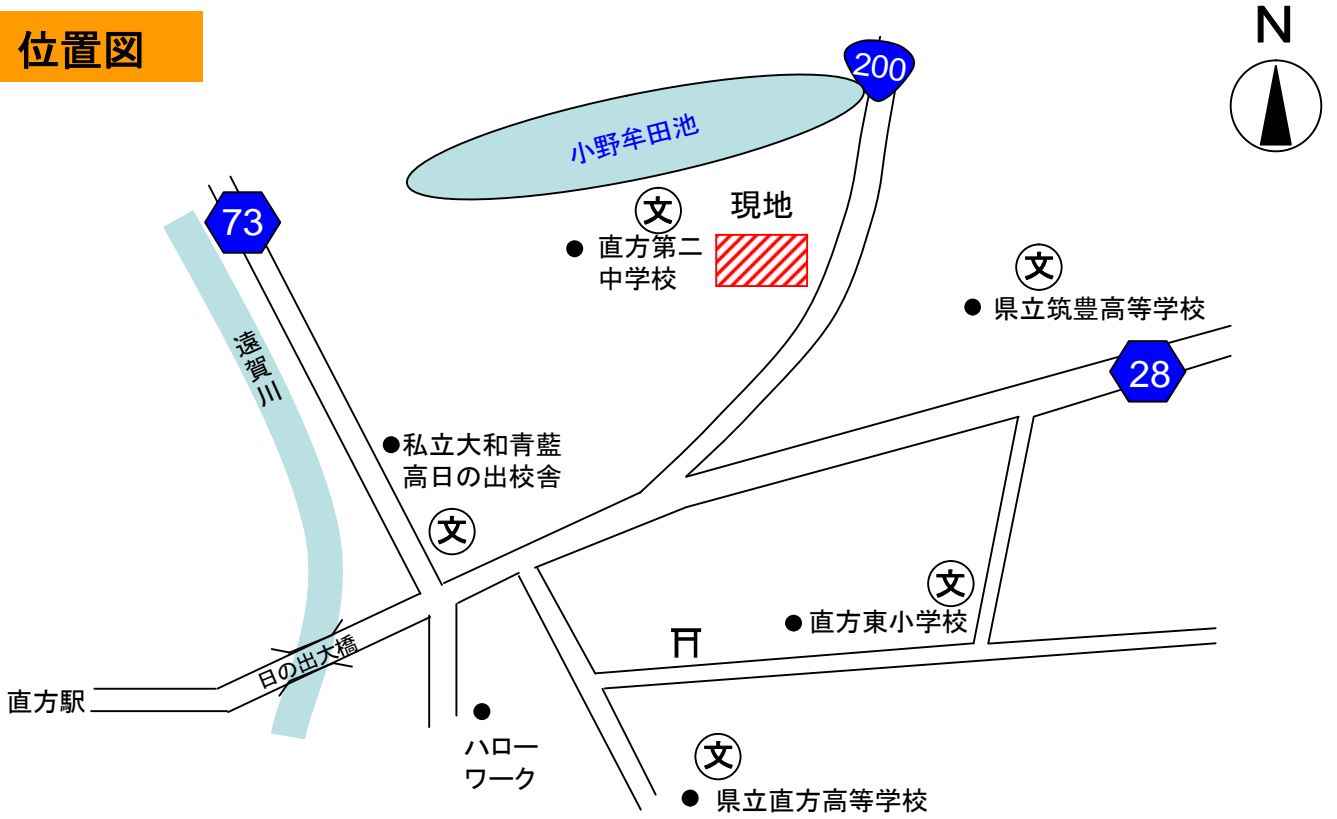 位置図
N
200
小野牟田池
73
文
現地
直方第二
中学校
文
県立筑豊高等学校
遠賀川
28
私立大和青藍
高日の出校舎
文
文
直方東小学校
日の出大橋
直方駅
ハロー
ワーク
文
県立直方高等学校